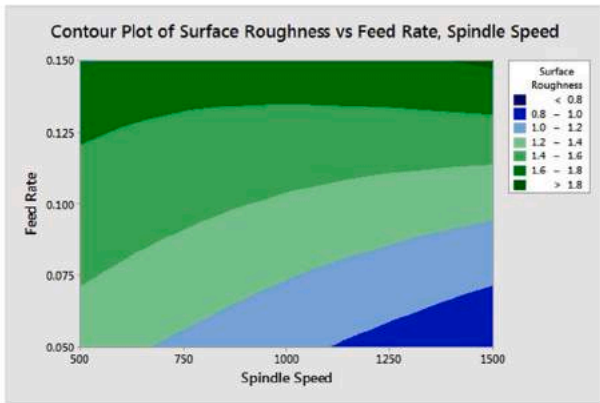 Contour Plot of Surface Roughness vs Feed Rate, Spindle Speed
0.150
0.125
0.100
0.075
0.050
Feed Rate
500 750 1000 1250 1500
Spindle Speed
Surface
Roughness
< 0.8
0.8 – 1.0
1.0 – 1.2
1.2 – 1.4
1.4 – 1.6
1.6 – 1.8
> 1.8